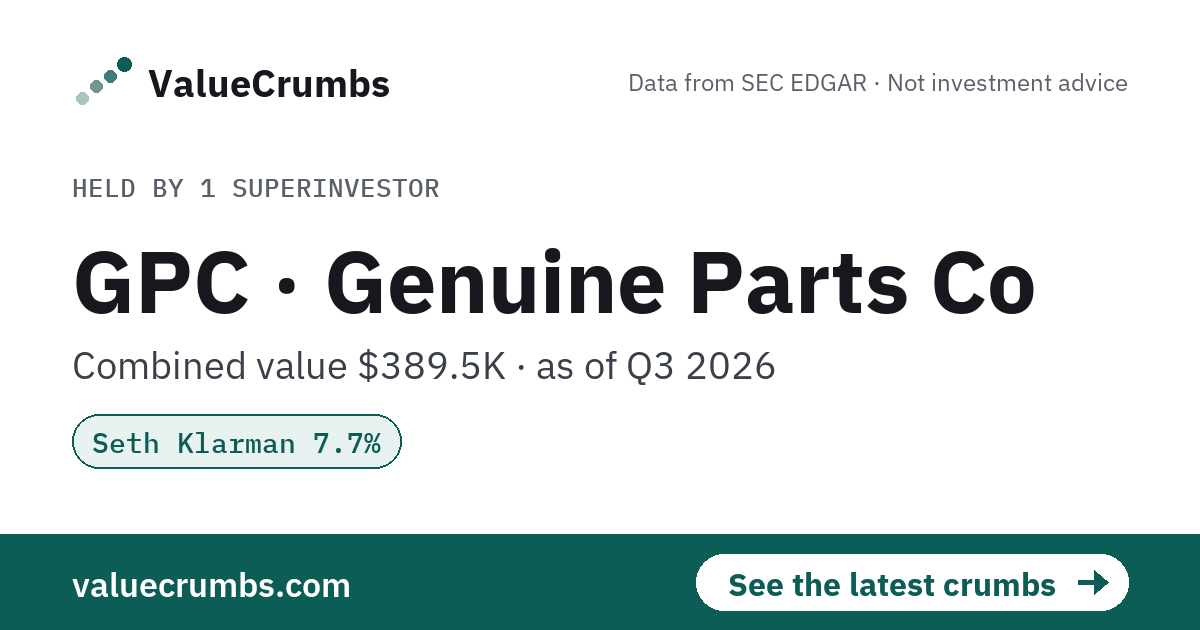 ValueCrumbs
Data from SEC EDGAR · Not investment advice
HELD BY 1 SUPERINVESTOR
GPC · Genuine Parts Co
Combined value $389.5K · as of Q3 2026
Seth Klarman 7.7%
valuecrumbs.com
See the latest crumbs →